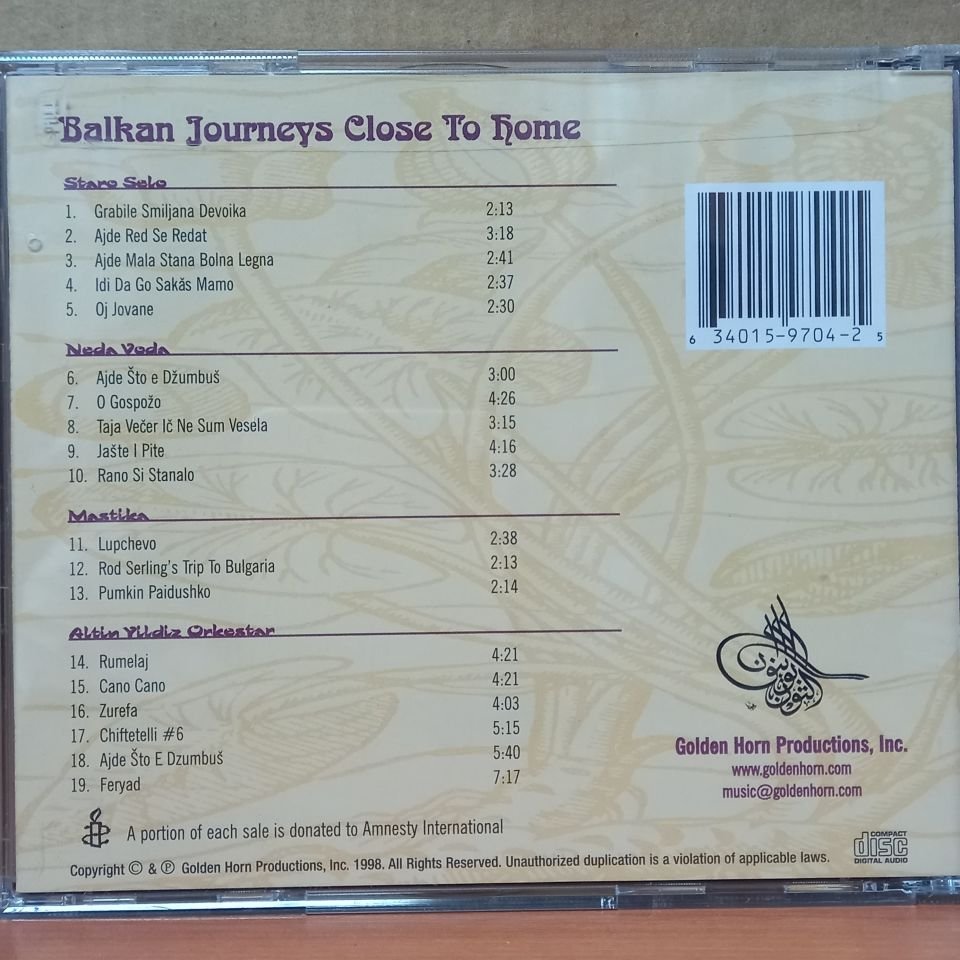 Balkan Journeys Close To Home
Staro Selo
1. Grabile Smiljana Devoika 2:13
2. Ajde Red Se Redat 3:18
3. Ajde Mala Stana Bolna Legna 2:41
4. Idi Da Go Sakăs Mamo 2:37
5. Oj Jovane 2:30
Neda Voda
6. Ajde Što e Džumbuš 3:00
7. O Gospožo 4:26
8. Taja Večer Ič Ne Sum Vesela 3:15
9. Jašte I Pite 4:16
10. Rano Si Stanalo 3:28
Mastika
11. Lupchevo 2:38
12. Rod Serling's Trip To Bulgaria 2:13
13. Pumkin Paidushko 2:14
Altin Yildiz Orkestar
14. Rumelaj 4:21
15. Cano Cano 4:21
16. Zurefa 4:03
17. Chiftetelli #6 5:15
18. Ajde Što E Dzumbuš 5:40
19. Feryad 7:17
6 34015-9704-2 5
Golden Horn Productions, Inc.
www.goldenhorn.com
music@goldenhorn.com
A portion of each sale is donated to Amnesty International
Copyright © & ℗ Golden Horn Productions, Inc. 1998. All Rights Reserved. Unauthorized duplication is a violation of applicable laws.
COMPACT
disc
DIGITAL AUDIO